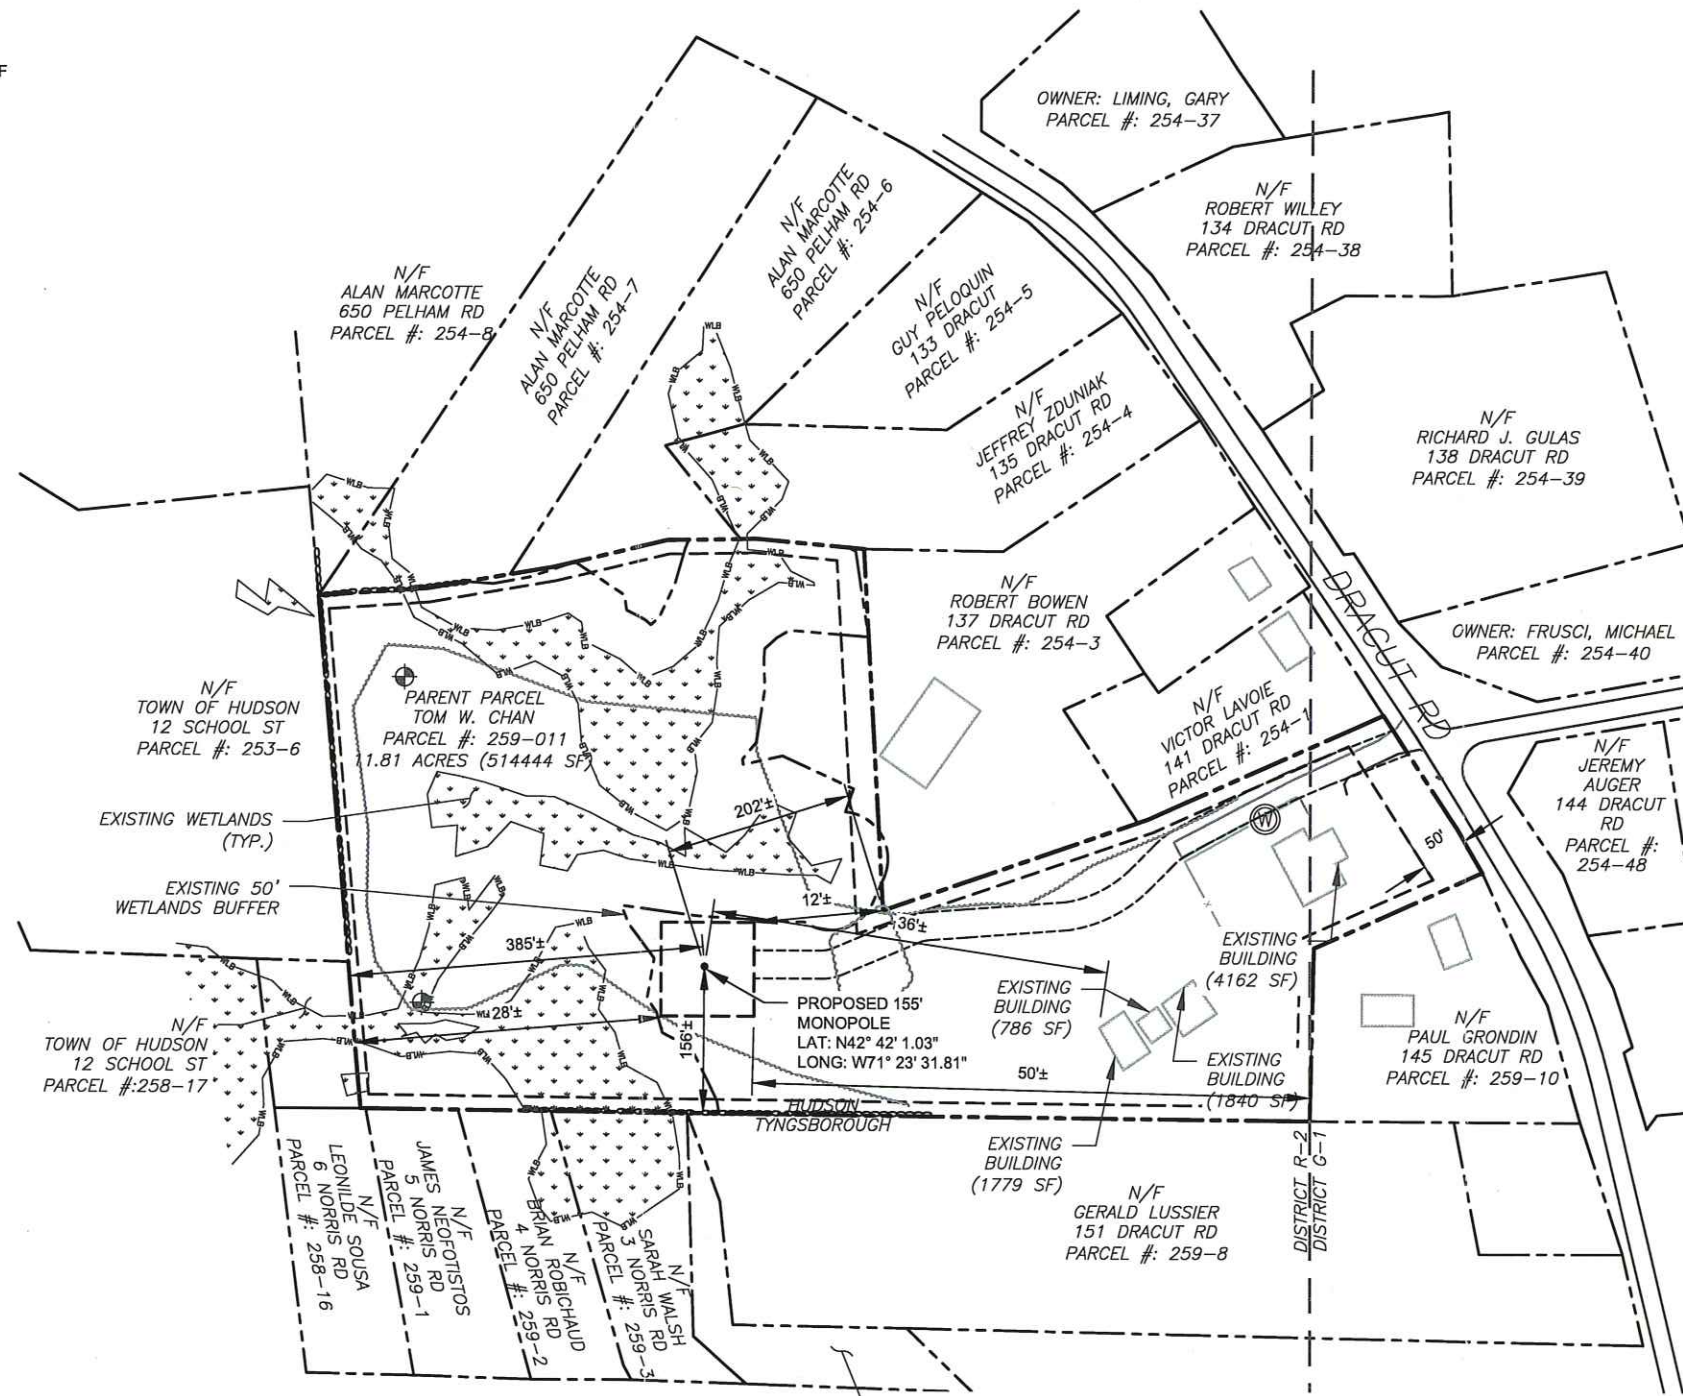 F
OWNER: LIMING, GARY
PARCEL #: 254-37
N/F
ROBERT WILLEY
134 DRACUT RD
PARCEL #: 254-38
N/F
ALAN MARCOTTE
650 PELHAM RD
PARCEL #: 254-6
N/F
ALAN MARCOTTE
650 PELHAM RD
PARCEL #: 254-8
N/F
ALAN MARCOTTE
650 PELHAM RD
PARCEL #: 254-7
N/F
GUY PELOQUIN
133 DRACUT
PARCEL #: 254-5
N/F
JEFFREY ZDUNIAK
135 DRACUT RD
PARCEL #: 254-4
N/F
RICHARD J. GULAS
138 DRACUT RD
PARCEL #: 254-39
N/F
ROBERT BOWEN
137 DRACUT RD
PARCEL #: 254-3
DRACUT RD
OWNER: FRUSCI, MICHAEL
PARCEL #: 254-40
N/F
VICTOR LAVOIE
141 DRACUT RD
PARCEL #: 254-1
N/F
JEREMY
AUGER
144 DRACUT
RD
PARCEL #:
254-48
N/F
TOWN OF HUDSON
12 SCHOOL ST
PARCEL #: 253-6
PARENT PARCEL
TOM W. CHAN
PARCEL #: 259-011
11.81 ACRES (514444 SF)
EXISTING WETLANDS
(TYP.)
EXISTING 50'
WETLANDS BUFFER
202'±
W
50'
12'±
36'±
385'±
28'±
156'±
50'±
WLB
PROPOSED 155'
MONOPOLE
LAT: N42° 42' 1.03"
LONG: W71° 23' 31.81"
EXISTING
BUILDING
(4162 SF)
EXISTING
BUILDING
(786 SF)
EXISTING
BUILDING
(1840 SF)
EXISTING
BUILDING
(1779 SF)
N/F
PAUL GRONDIN
145 DRACUT RD
PARCEL #: 259-10
N/F
TOWN OF HUDSON
12 SCHOOL ST
PARCEL #:258-17
HUDSON
TYNGSBOROUGH
N/F
GERALD LUSSIER
151 DRACUT RD
PARCEL #: 259-8
DISTRICT R-2
DISTRICT G-1
N/F
LEONILDE SOUSA
6 NORRIS RD
PARCEL #: 258-16
N/F
JAMES NEOFOTISTOS
5 NORRIS RD
PARCEL #: 259-1
N/F
BRIAN ROBICHAUD
4 NORRIS RD
PARCEL #: 259-2
N/F
SARAH WALSH
3 NORRIS RD
PARCEL #: 259-3